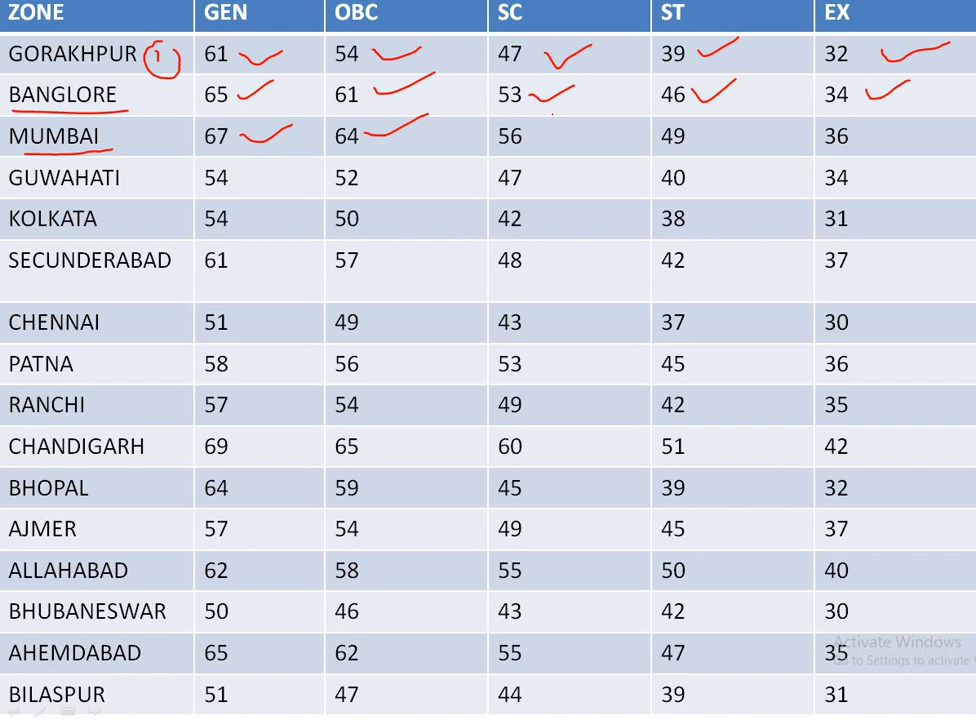 ZONE GEN OBC SC ST EX
GORAKHPUR 1 61 54 47 39 32
BANGLORE 65 61 53 46 34
MUMBAI 67 64 56 49 36
GUWAHATI 54 52 47 40 34
KOLKATA 54 50 42 38 31
SECUNDERABAD 61 57 48 42 37
CHENNAI 51 49 43 37 30
PATNA 58 56 53 45 36
RANCHI 57 54 49 42 35
CHANDIGARH 69 65 60 51 42
BHOPAL 64 59 45 39 32
AJMER 57 54 49 45 37
ALLAHABAD 62 58 55 50 40
BHUBANESWAR 50 46 43 42 30
Activate Windows
AHEMDABAD 65 62 55 47 35
Go to Settings to activate
BILASPUR 51 47 44 39 31